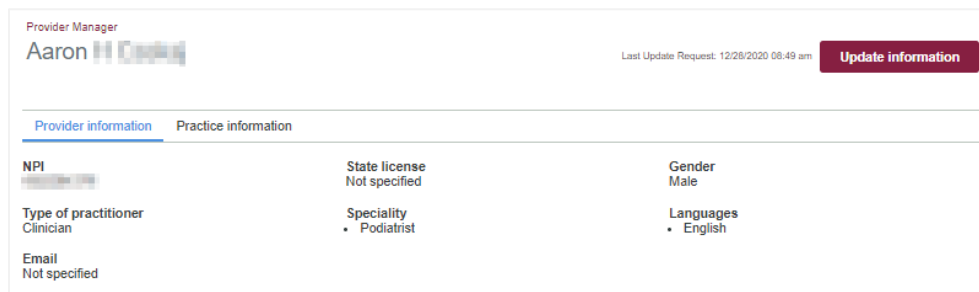 Provider Manager
Aaron
Last Update Request: 12/28/2020 08:49 am
Update information
Provider information Practice information
NPI State license Gender
Not specified Male
Type of practitioner Speciality Languages
Clinician • Podiatrist • English
Email
Not specified